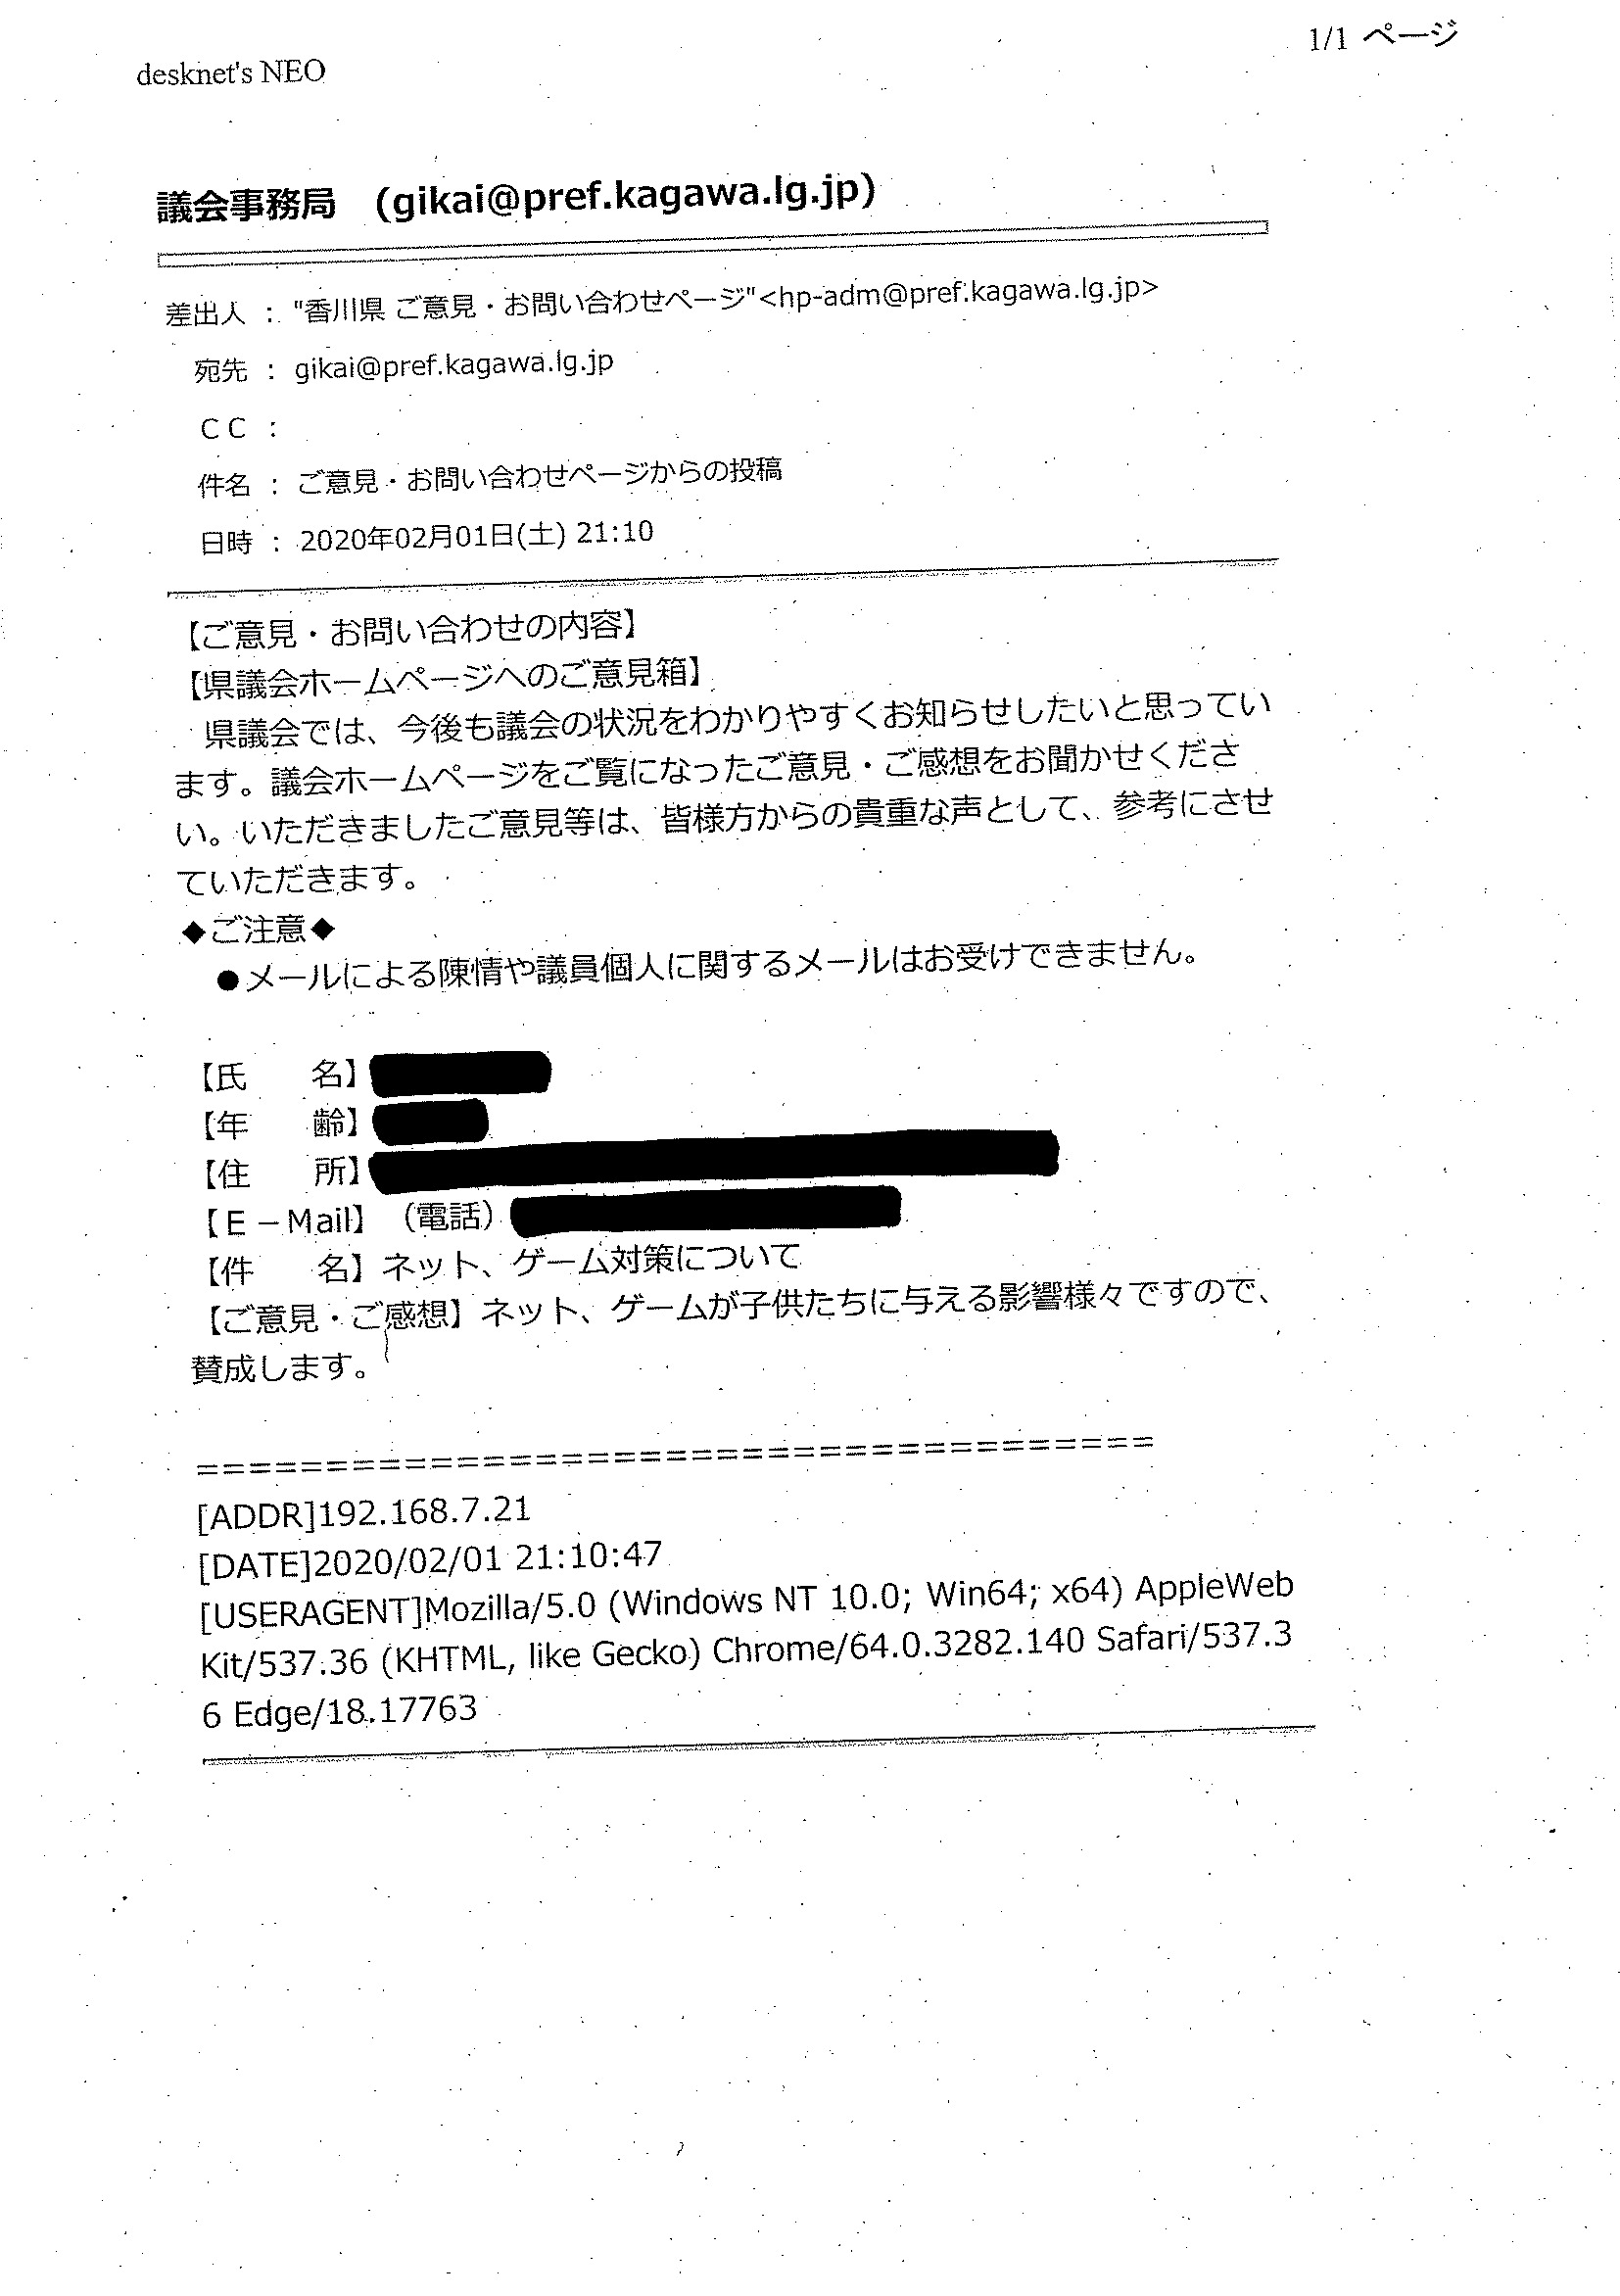 1/1 ページ
desknet's NEO
議会事務局　(gikai@pref.kagawa.lg.jp)
差出人 ： "香川県 ご意見・お問い合わせページ"<hp-adm@pref.kagawa.lg.jp>
宛先 ： gikai@pref.kagawa.lg.jp
ＣＣ ：
件名 ： ご意見・お問い合わせページからの投稿
日時 ： 2020年02月01日(土) 21:10
【ご意見・お問い合わせの内容】
【県議会ホームページへのご意見箱】
県議会では、今後も議会の状況をわかりやすくお知らせしたいと思ってい
ます。議会ホームページをご覧になったご意見・ご感想をお聞かせくださ
い。いただきましたご意見等は、皆様方からの貴重な声として、参考にさせ
ていただきます。
◆ご注意◆
●メールによる陳情や議員個人に関するメールはお受けできません。
【氏　　名】
【年　　齢】
【住　　所】
【Ｅ－Mail】（電話）
【件　　名】ネット、ゲーム対策について
【ご意見・ご感想】ネット、ゲームが子供たちに与える影響様々ですので、
賛成します。
=====================================
[ADDR]192.168.7.21
[DATE]2020/02/01 21:10:47
[USERAGENT]Mozilla/5.0 (Windows NT 10.0; Win64; x64) AppleWeb
Kit/537.36 (KHTML, like Gecko) Chrome/64.0.3282.140 Safari/537.3
6 Edge/18.17763